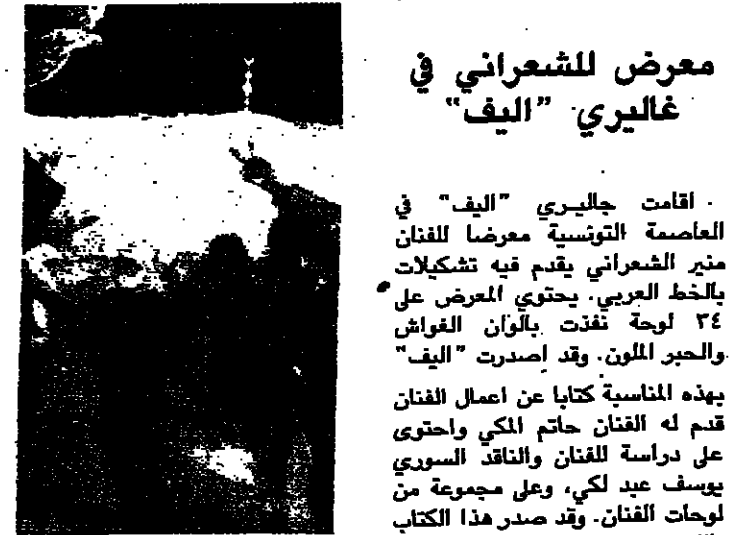 معرض للشعراني في
غاليري "اليف"
اقامت جاليري "اليف" في
العاصمة التونسية معرضا للفنان
منير الشعراني يقدم فيه تشكيلات
بالخط العربي. يحتوي المعرض على
٣٤ لوحة نفذت بالوان الغواش
والحبر الملون. وقد اصدرت "اليف"
بهذه المناسبة كتابا عن اعمال الفنان
قدم له الفنان حاتم المكي واحتوى
على دراسة للفنان والناقد السوري
يوسف عبد لكي، وعلى مجموعة من
لوحات الفنان. وقد صدر هذا الكتاب